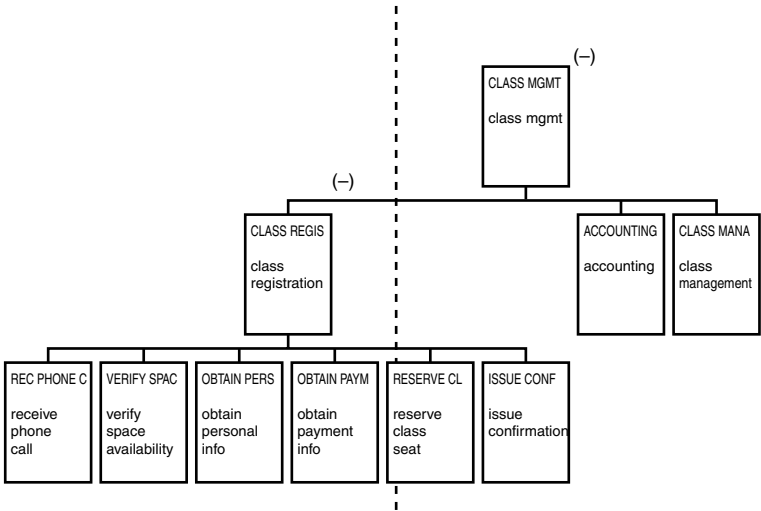 (–)
CLASS MGMT
class mgmt
(–)
CLASS REGIS
class
registration
ACCOUNTING
accounting
CLASS MANA
class
management
REC PHONE C
receive
phone
call
VERIFY SPAC
verify
space
availability
OBTAIN PERS
obtain
personal
info
OBTAIN PAYM
obtain
payment
info
RESERVE CL
reserve
class
seat
ISSUE CONF
issue
confirmation